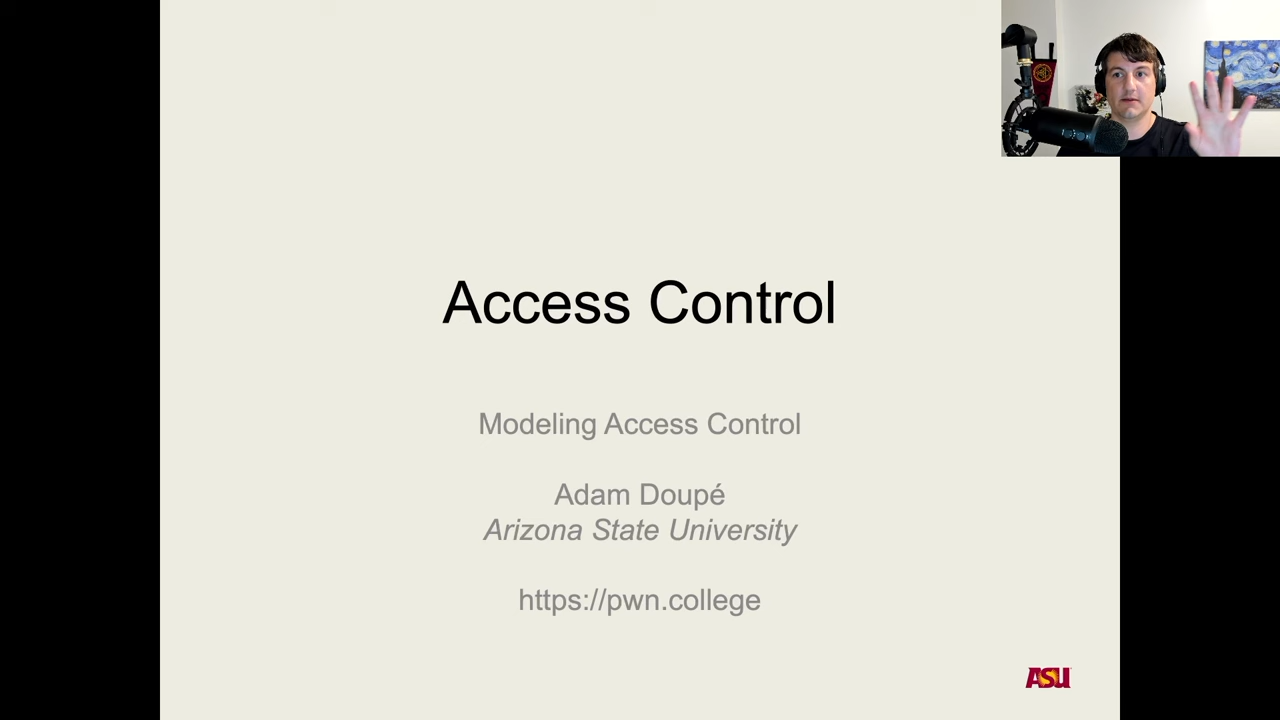 Access Control
Modeling Access Control
Adam Doupé
Arizona State University
https://pwn.college
ASU